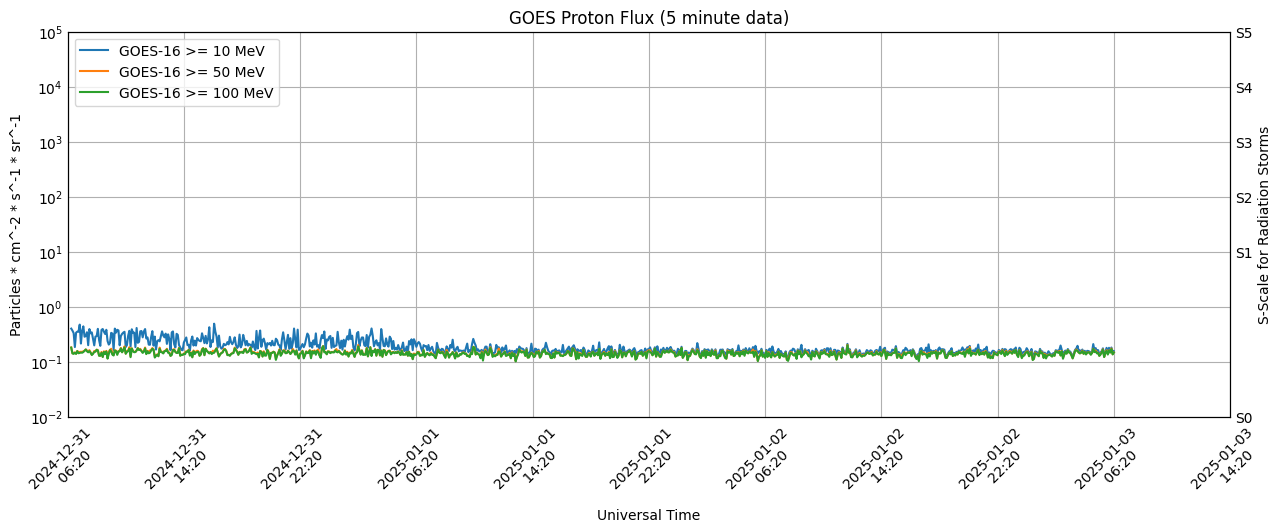 GOES Proton Flux (5 minute data)
GOES-16 >= 10 MeV
GOES-16 >= 50 MeV
GOES-16 >= 100 MeV
Particles * cm^-2 * s^-1 * sr^-1
10^5
10^4
10^3
10^2
10^1
10^0
10^-1
10^-2
S5
S4
S3
S2
S1
S0
S-Scale for Radiation Storms
2024-12-31
06:20
2024-12-31
14:20
2024-12-31
22:20
2025-01-01
06:20
2025-01-01
14:20
2025-01-01
22:20
2025-01-02
06:20
2025-01-02
14:20
2025-01-02
22:20
2025-01-03
06:20
2025-01-03
14:20
Universal Time